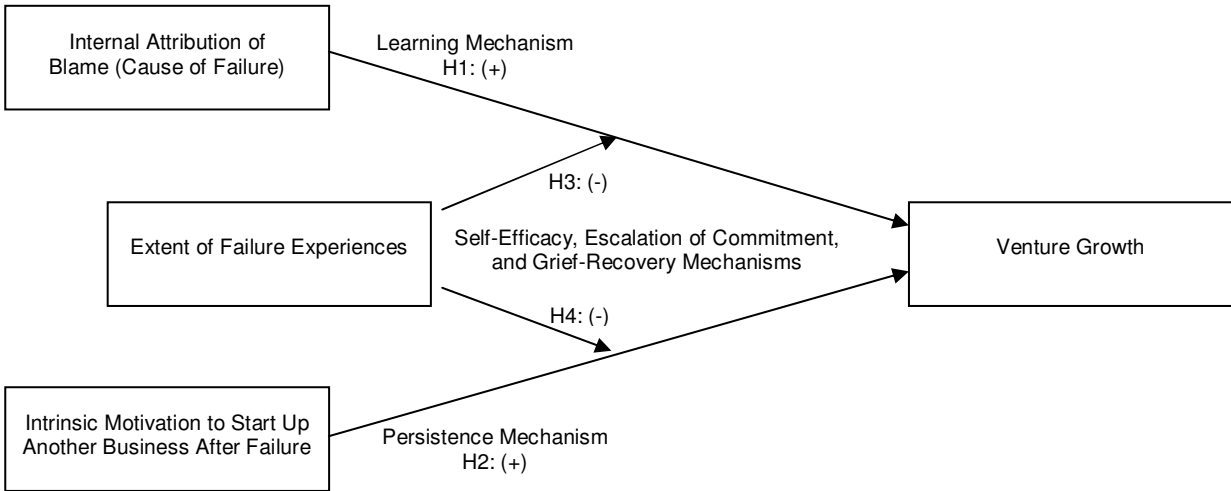 Internal Attribution of
Blame (Cause of Failure)
Learning Mechanism
H1: (+)
H3: (-)
Extent of Failure Experiences
Self-Efficacy, Escalation of Commitment,
and Grief-Recovery Mechanisms
Venture Growth
H4: (-)
Intrinsic Motivation to Start Up
Another Business After Failure
Persistence Mechanism
H2: (+)